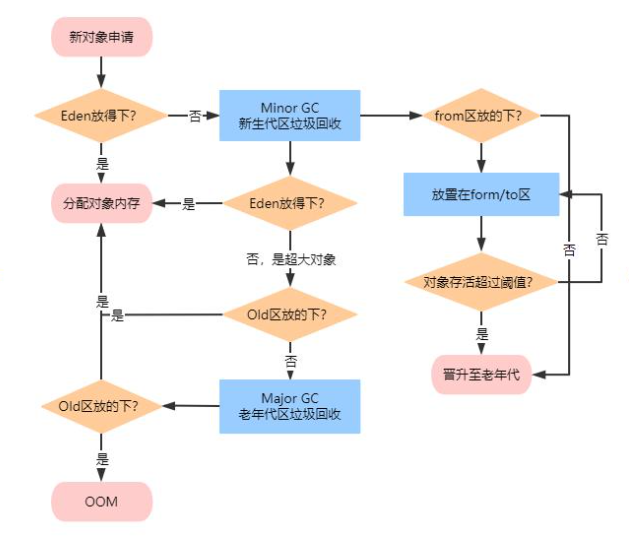 新对象申请
Eden放得下?
否
Minor GC
新生代区垃圾回收
from区放的下?
是
分配对象内存
是
Eden放得下?
放置在form/to区
否
否
否，是超大对象
对象存活超过阈值?
是
是
Old区放的下?
是
否
晋升至老年代
Old区放的下?
Major GC
老年代区垃圾回收
是
OOM